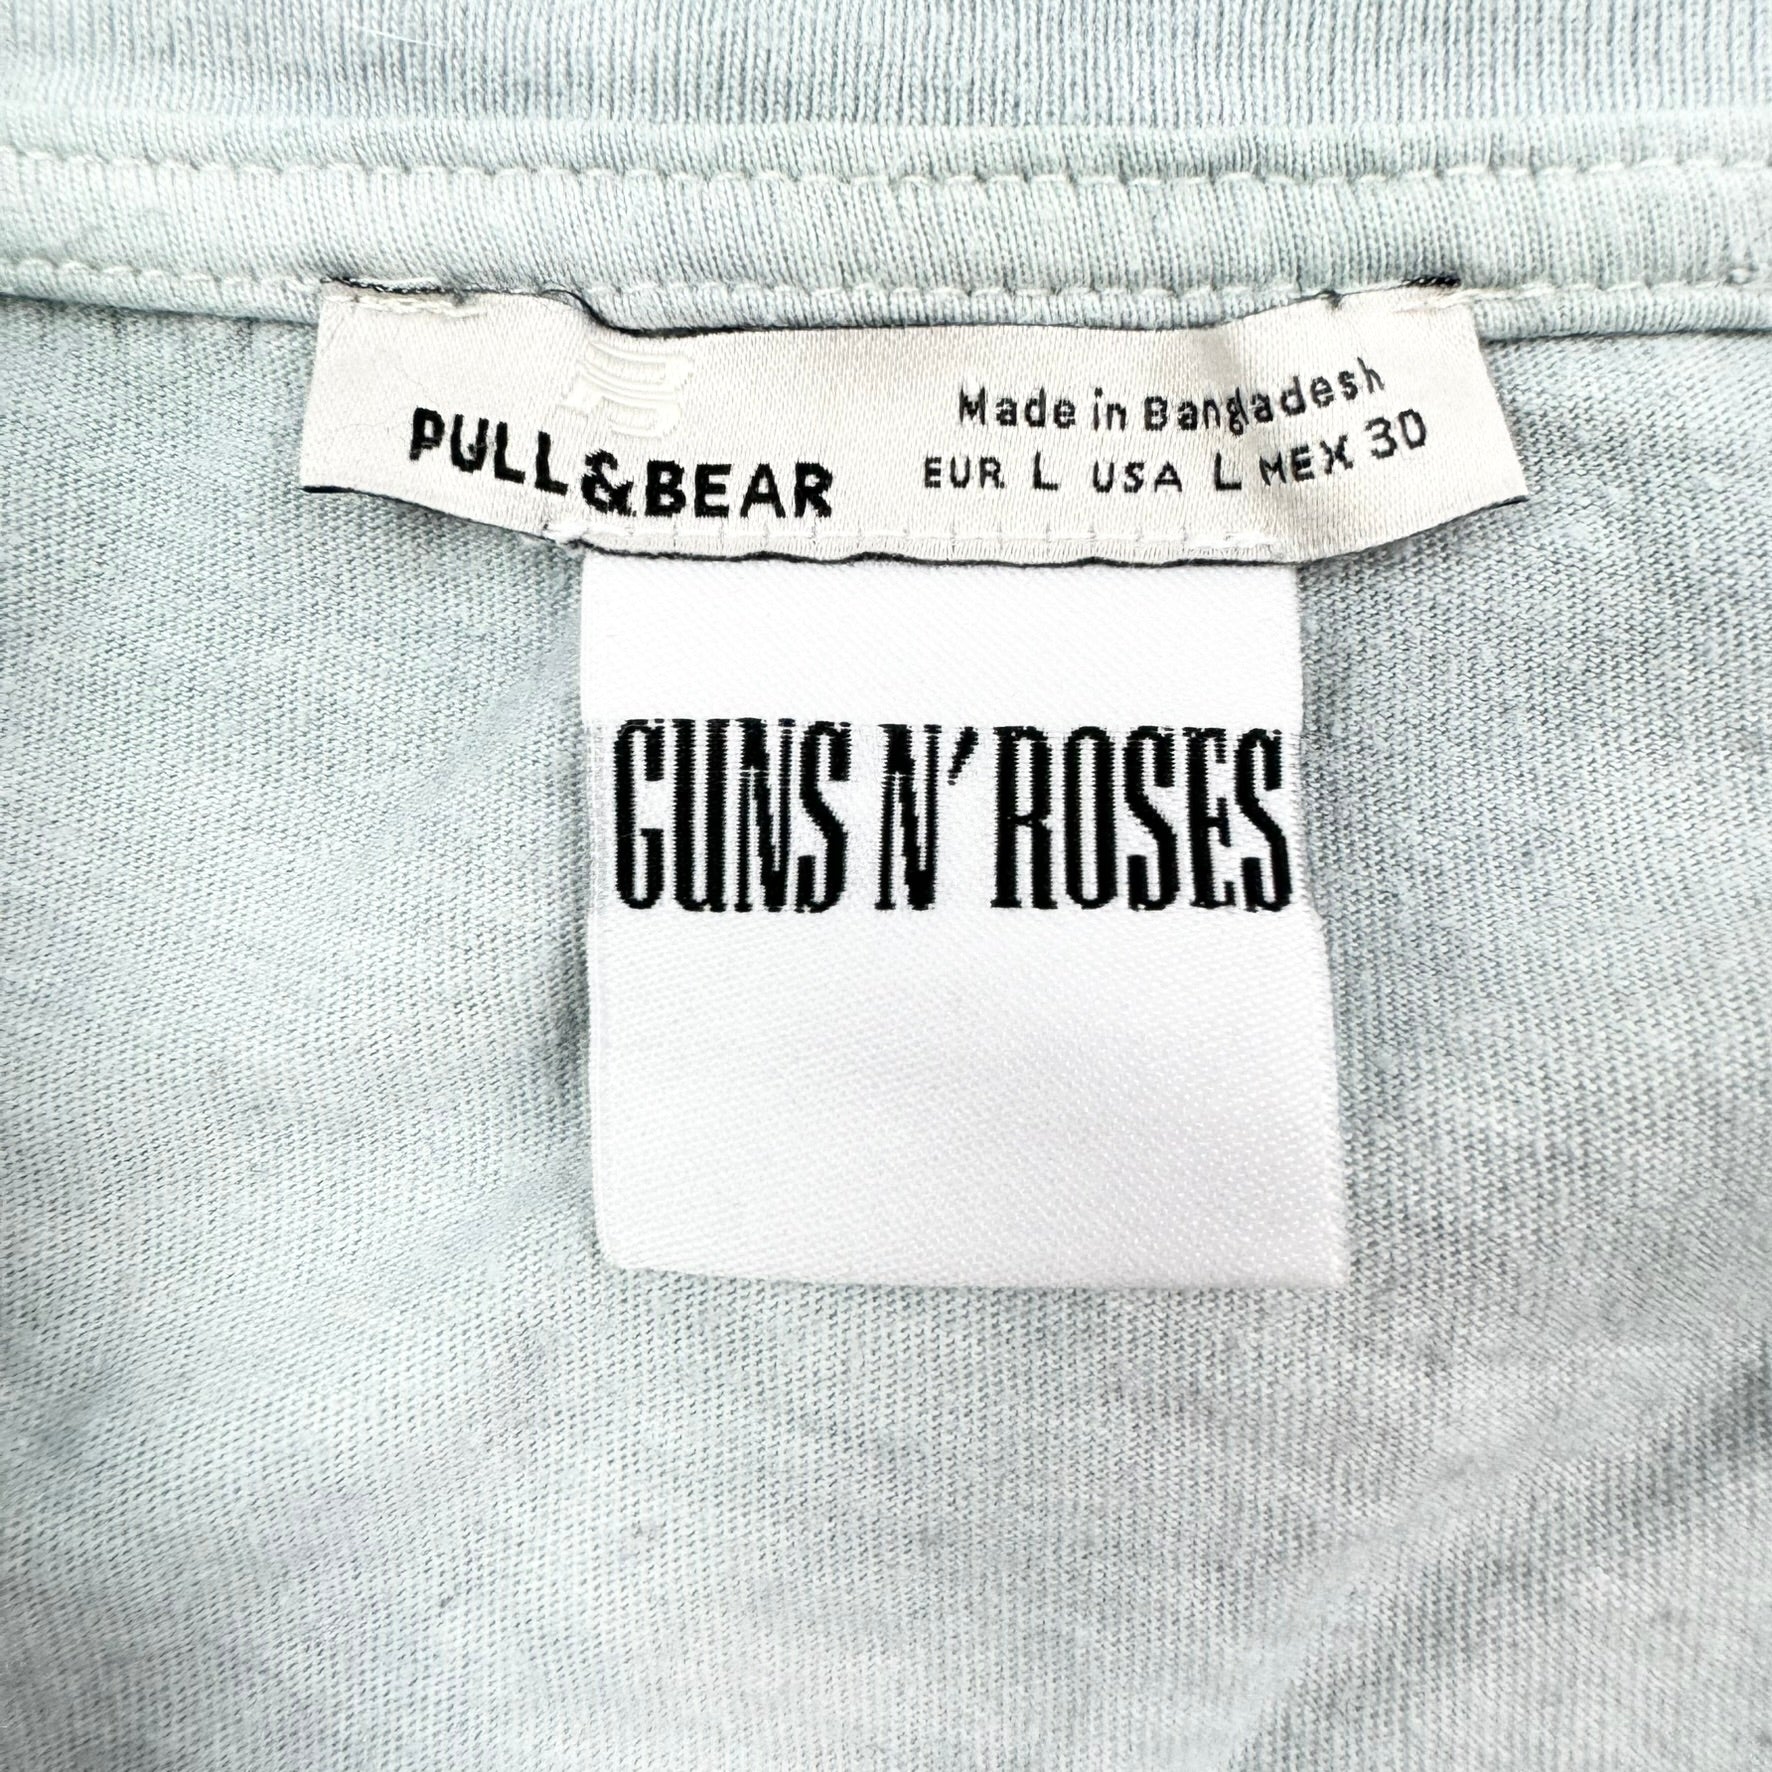 PULL&BEAR
Made in Bangladesh
EUR L USA L MEX 30
GUNS N' ROSES